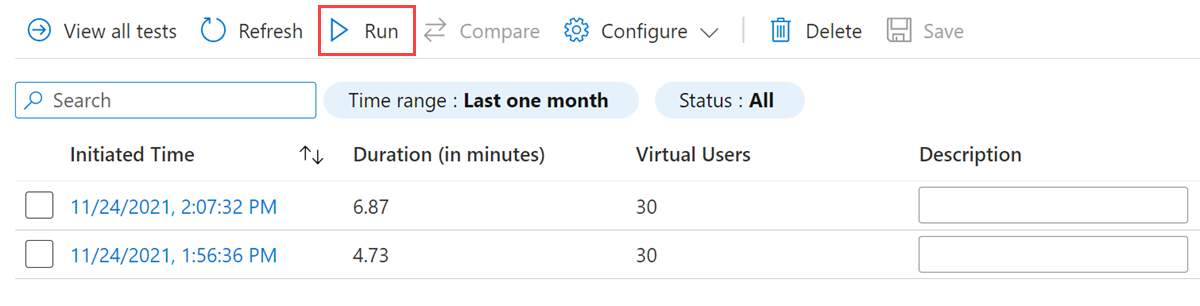 View all tests Refresh Run Compare Configure Delete Save
Search Time range : Last one month Status : All
Initiated Time Duration (in minutes) Virtual Users Description
11/24/2021, 2:07:32 PM 6.87 30
11/24/2021, 1:56:36 PM 4.73 30